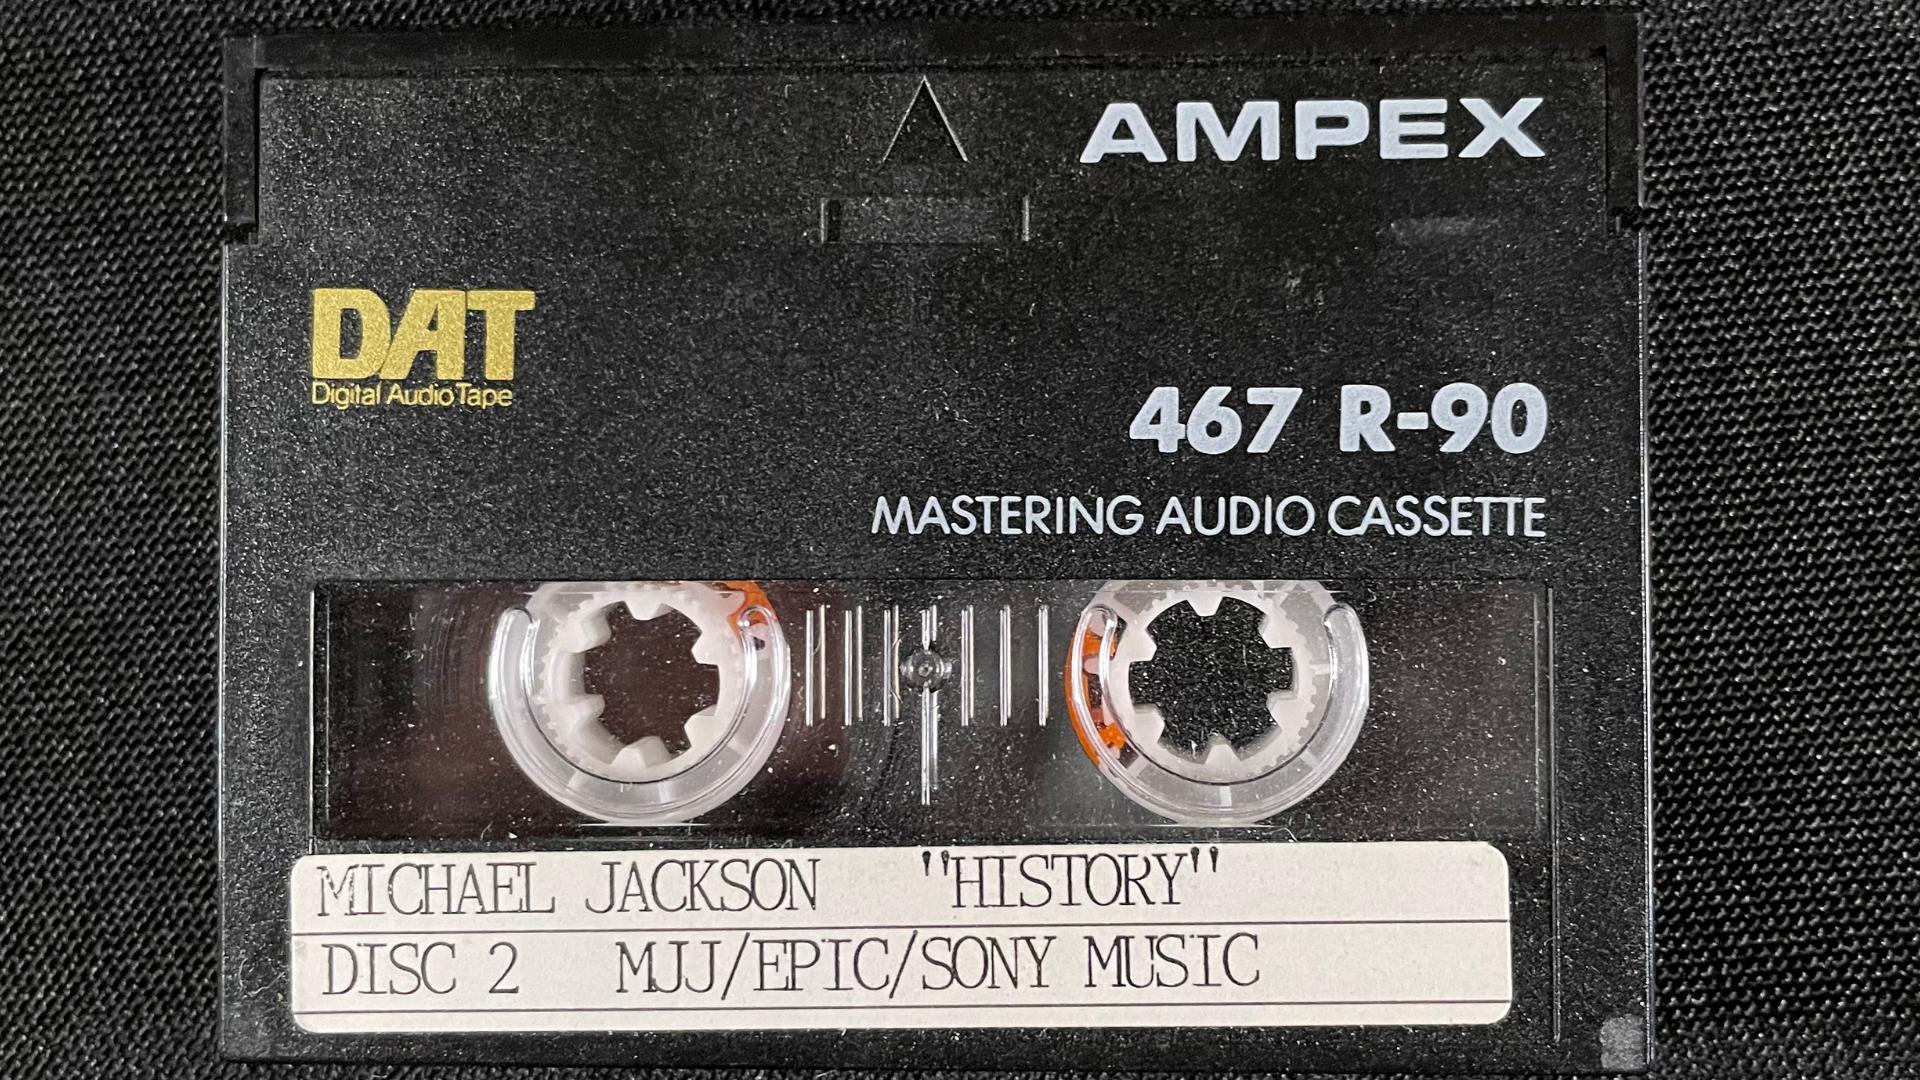 AMPEX
DAT
Digital Audio Tape
467 R-90
MASTERING AUDIO CASSETTE
MICHAEL JACKSON "HISTORY"
DISC 2 MJJ/EPIC/SONY MUSIC